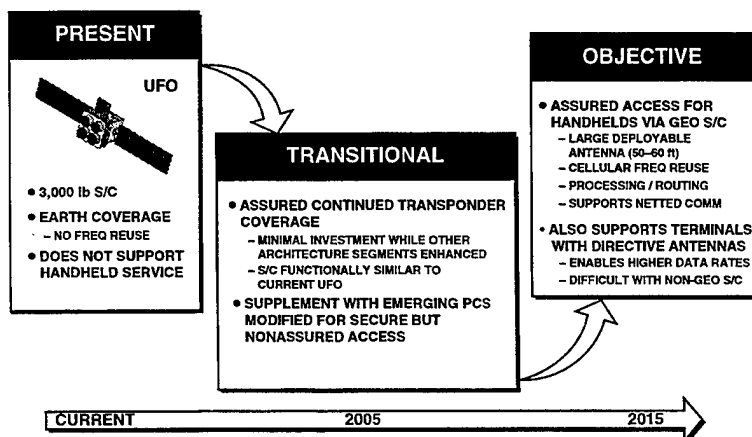 PRESENT
UFO
• 3,000 lb S/C
• EARTH COVERAGE
– NO FREQ REUSE
• DOES NOT SUPPORT
HANDHELD SERVICE
TRANSITIONAL
• ASSURED CONTINUED TRANSPONDER
COVERAGE
– MINIMAL INVESTMENT WHILE OTHER
ARCHITECTURE SEGMENTS ENHANCED
– S/C FUNCTIONALLY SIMILAR TO
CURRENT UFO
• SUPPLEMENT WITH EMERGING PCS
MODIFIED FOR SECURE BUT
NONASSURED ACCESS
OBJECTIVE
• ASSURED ACCESS FOR
HANDHELDS VIA GEO S/C
– LARGE DEPLOYABLE
ANTENNA (50–60 ft)
– CELLULAR FREQ REUSE
– PROCESSING / ROUTING
– SUPPORTS NETTED COMM
• ALSO SUPPORTS TERMINALS
WITH DIRECTIVE ANTENNAS
– ENABLES HIGHER DATA RATES
– DIFFICULT WITH NON-GEO S/C
CURRENT 2005 2015